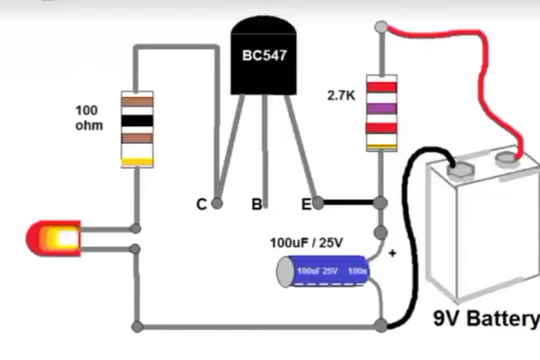 BC547
2.7K
100
ohm
C
B
E
100uF / 25V
+
100uF 25V 100u
9V Battery